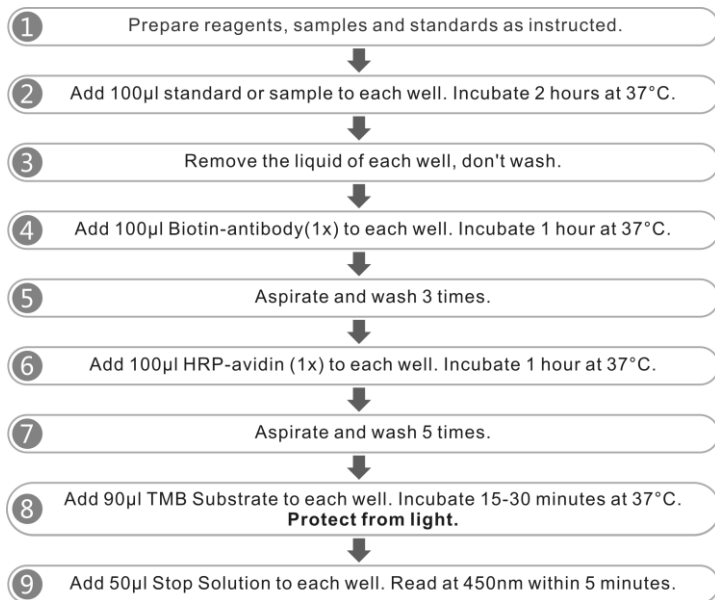 1 Prepare reagents, samples and standards as instructed.
2 Add 100μl standard or sample to each well. Incubate 2 hours at 37°C.
3 Remove the liquid of each well, don't wash.
4 Add 100μl Biotin-antibody(1x) to each well. Incubate 1 hour at 37°C.
5 Aspirate and wash 3 times.
6 Add 100μl HRP-avidin (1x) to each well. Incubate 1 hour at 37°C.
7 Aspirate and wash 5 times.
8 Add 90μl TMB Substrate to each well. Incubate 15-30 minutes at 37°C.
Protect from light.
9 Add 50μl Stop Solution to each well. Read at 450nm within 5 minutes.